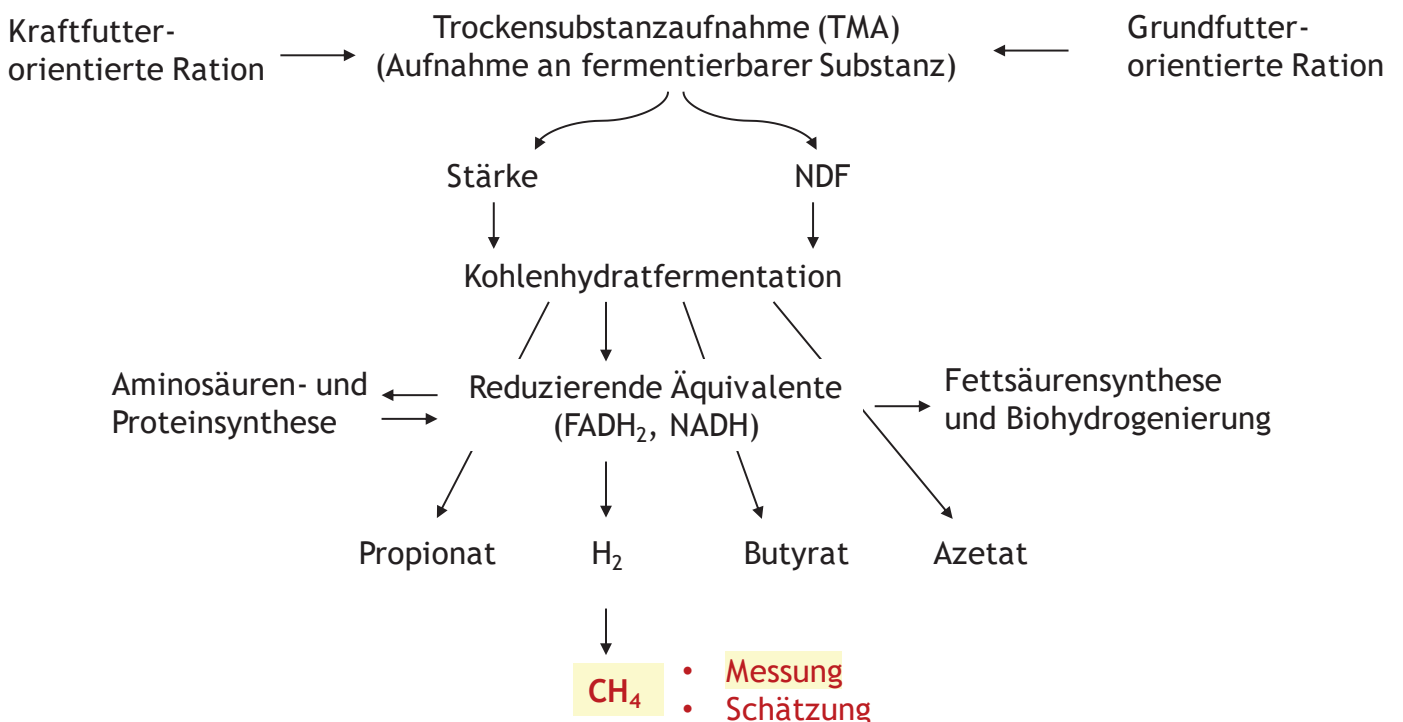 Kraftfutter-
orientierte Ration
Trockensubstanzaufnahme (TMA)
(Aufnahme an fermentierbarer Substanz)
Grundfutter-
orientierte Ration
Stärke
NDF
Kohlenhydratfermentation
Aminosäuren- und
Proteinsynthese
Reduzierende Äquivalente
(FADH₂, NADH)
Fettsäurensynthese
und Biohydrogenierung
Propionat
H₂
Butyrat
Azetat
CH₄
• Messung
• Schätzung